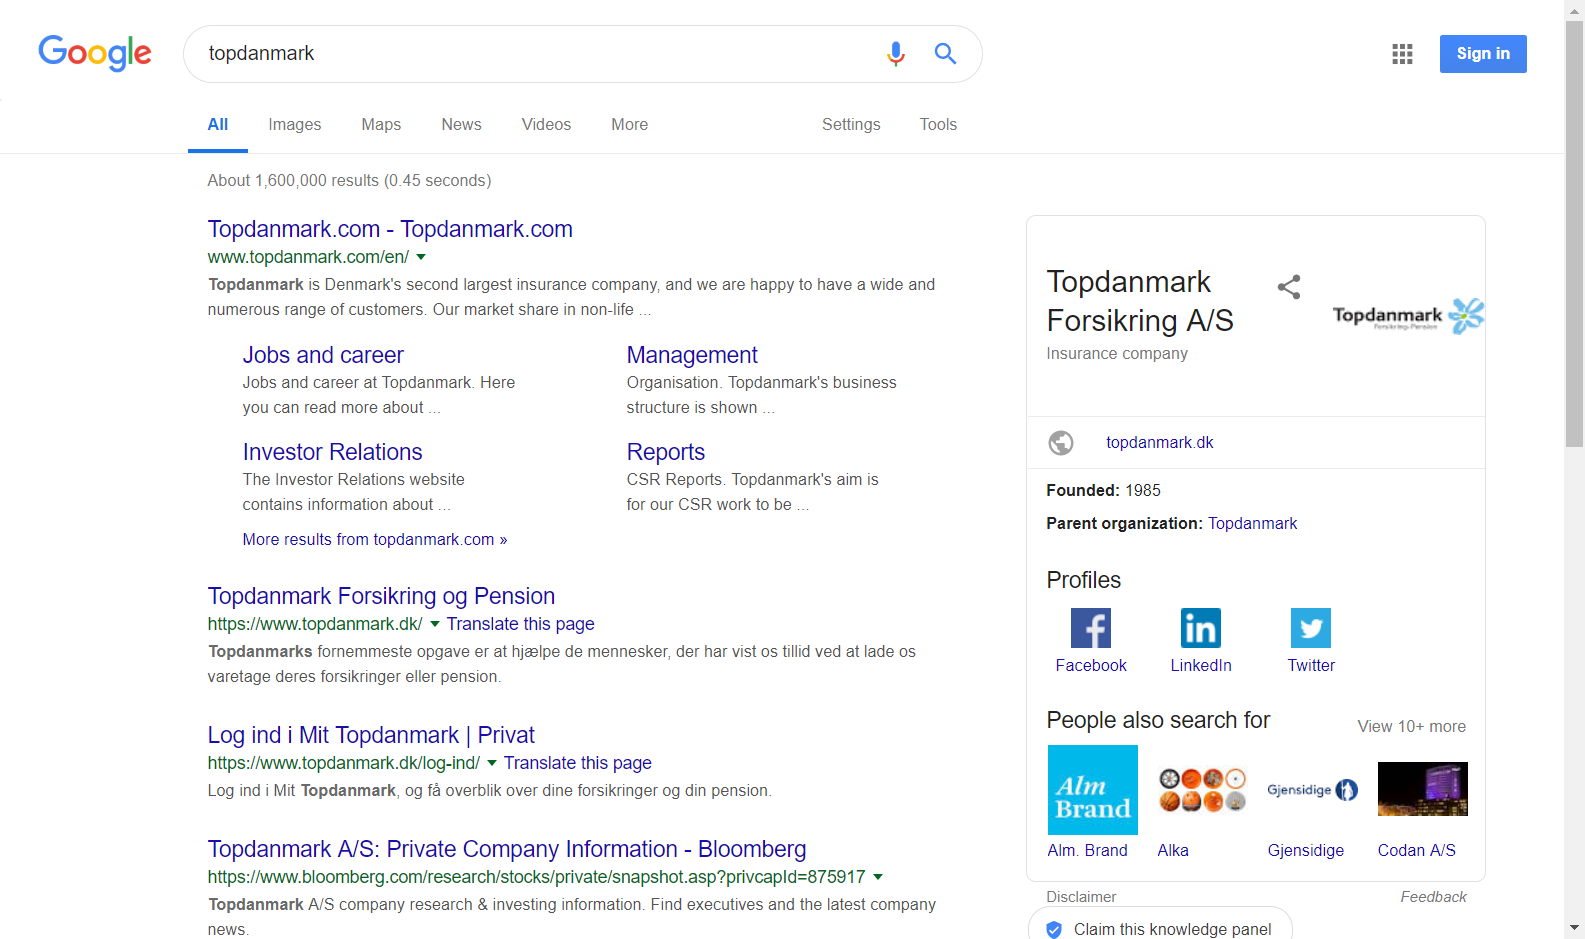 Google
topdanmark
Sign in
All
Images
Maps
News
Videos
More
Settings
Tools
About 1,600,000 results (0.45 seconds)
Topdanmark.com - Topdanmark.com
www.topdanmark.com/en/
Topdanmark is Denmark's second largest insurance company, and we are happy to have a wide and
numerous range of customers. Our market share in non-life ...
Jobs and career
Jobs and career at Topdanmark. Here
you can read more about ...
Management
Organisation. Topdanmark's business
structure is shown ...
Investor Relations
The Investor Relations website
contains information about ...
Reports
CSR Reports. Topdanmark's aim is
for our CSR work to be ...
More results from topdanmark.com »
Topdanmark Forsikring og Pension
https://www.topdanmark.dk/ Translate this page
Topdanmarks fornemmeste opgave er at hjælpe de mennesker, der har vist os tillid ved at lade os
varetage deres forsikringer eller pension.
Log ind i Mit Topdanmark | Privat
https://www.topdanmark.dk/log-ind/ Translate this page
Log ind i Mit Topdanmark, og få overblik over dine forsikringer og din pension.
Topdanmark A/S: Private Company Information - Bloomberg
https://www.bloomberg.com/research/stocks/private/snapshot.asp?privcapId=875917
Topdanmark A/S company research & investing information. Find executives and the latest company
news.
Topdanmark
Forsikring A/S
Insurance company
Topdanmark
Forsikring-Pension
topdanmark.dk
Founded: 1985
Parent organization: Topdanmark
Profiles
Facebook
LinkedIn
Twitter
People also search for
View 10+ more
Alm
Brand
Gjensidige
Alm. Brand
Alka
Gjensidige
Codan A/S
Disclaimer
Feedback
Claim this knowledge panel